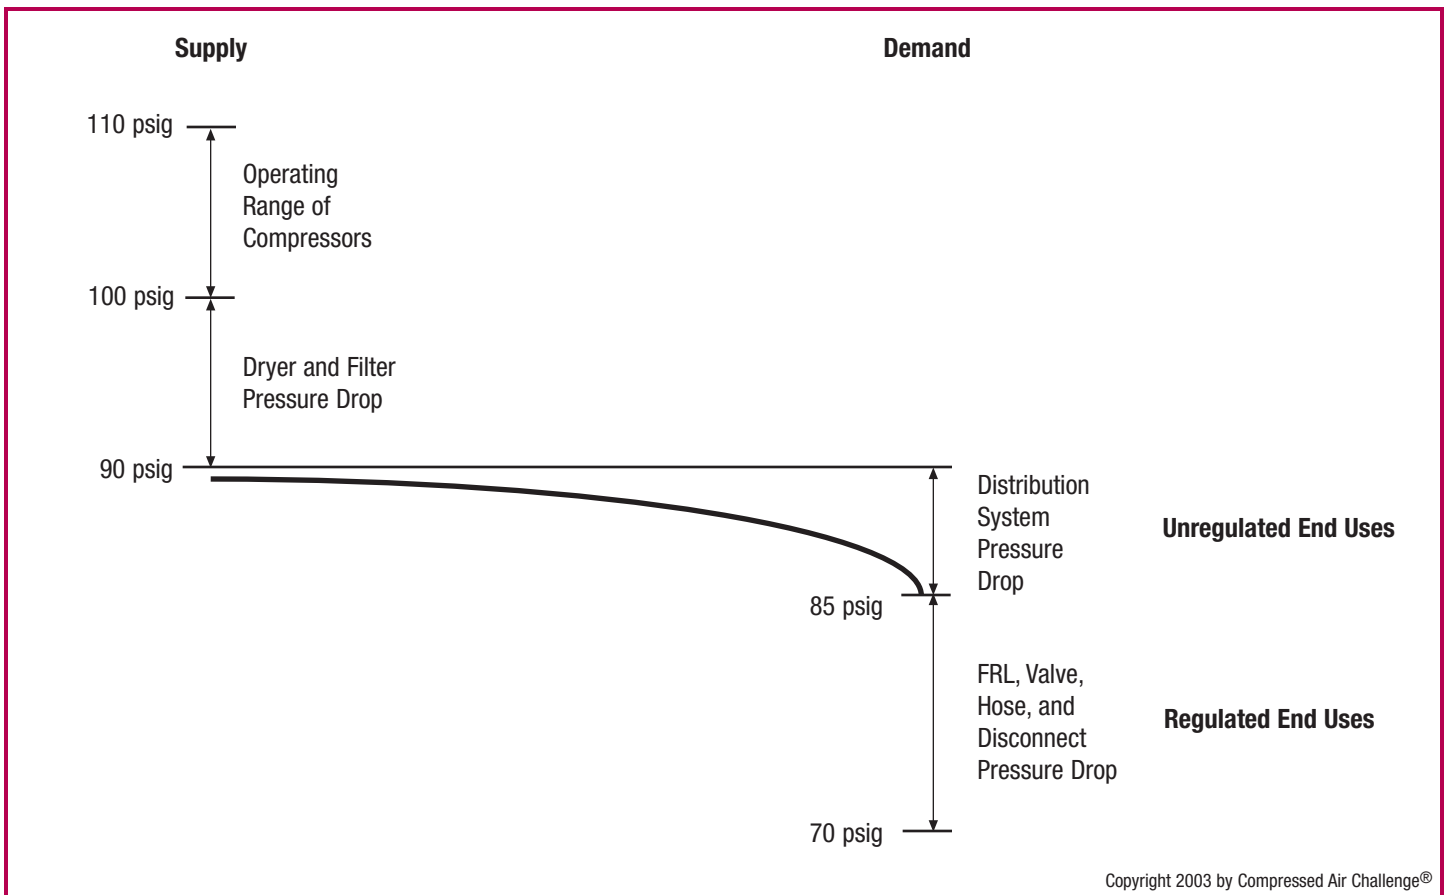 Supply
Demand
110 psig
Operating
Range of
Compressors
100 psig
Dryer and Filter
Pressure Drop
90 psig
Distribution
System
Pressure
Drop
Unregulated End Uses
85 psig
FRL, Valve,
Hose, and
Disconnect
Pressure Drop
Regulated End Uses
70 psig
Copyright 2003 by Compressed Air Challenge®